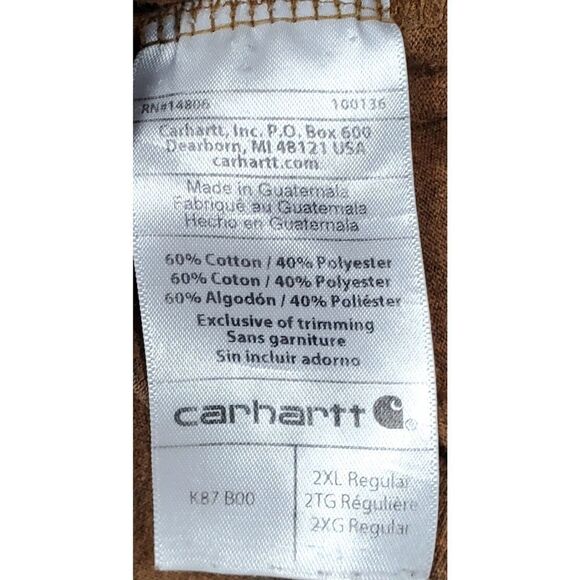 RN#14806 100136
Carhartt, Inc. P.O. Box 600
Dearborn, MI 48121 USA
carhartt.com
Made in Guatemala
Fabriqué au Guatemala
Hecho en Guatemala
60% Cotton / 40% Polyester
60% Coton / 40% Polyester
60% Algodón / 40% Poliéster
Exclusive of trimming
Sans garniture
Sin incluir adorno
carhartt ®
K87 B00
2XL Regular
2TG Régulière
2XG Regular